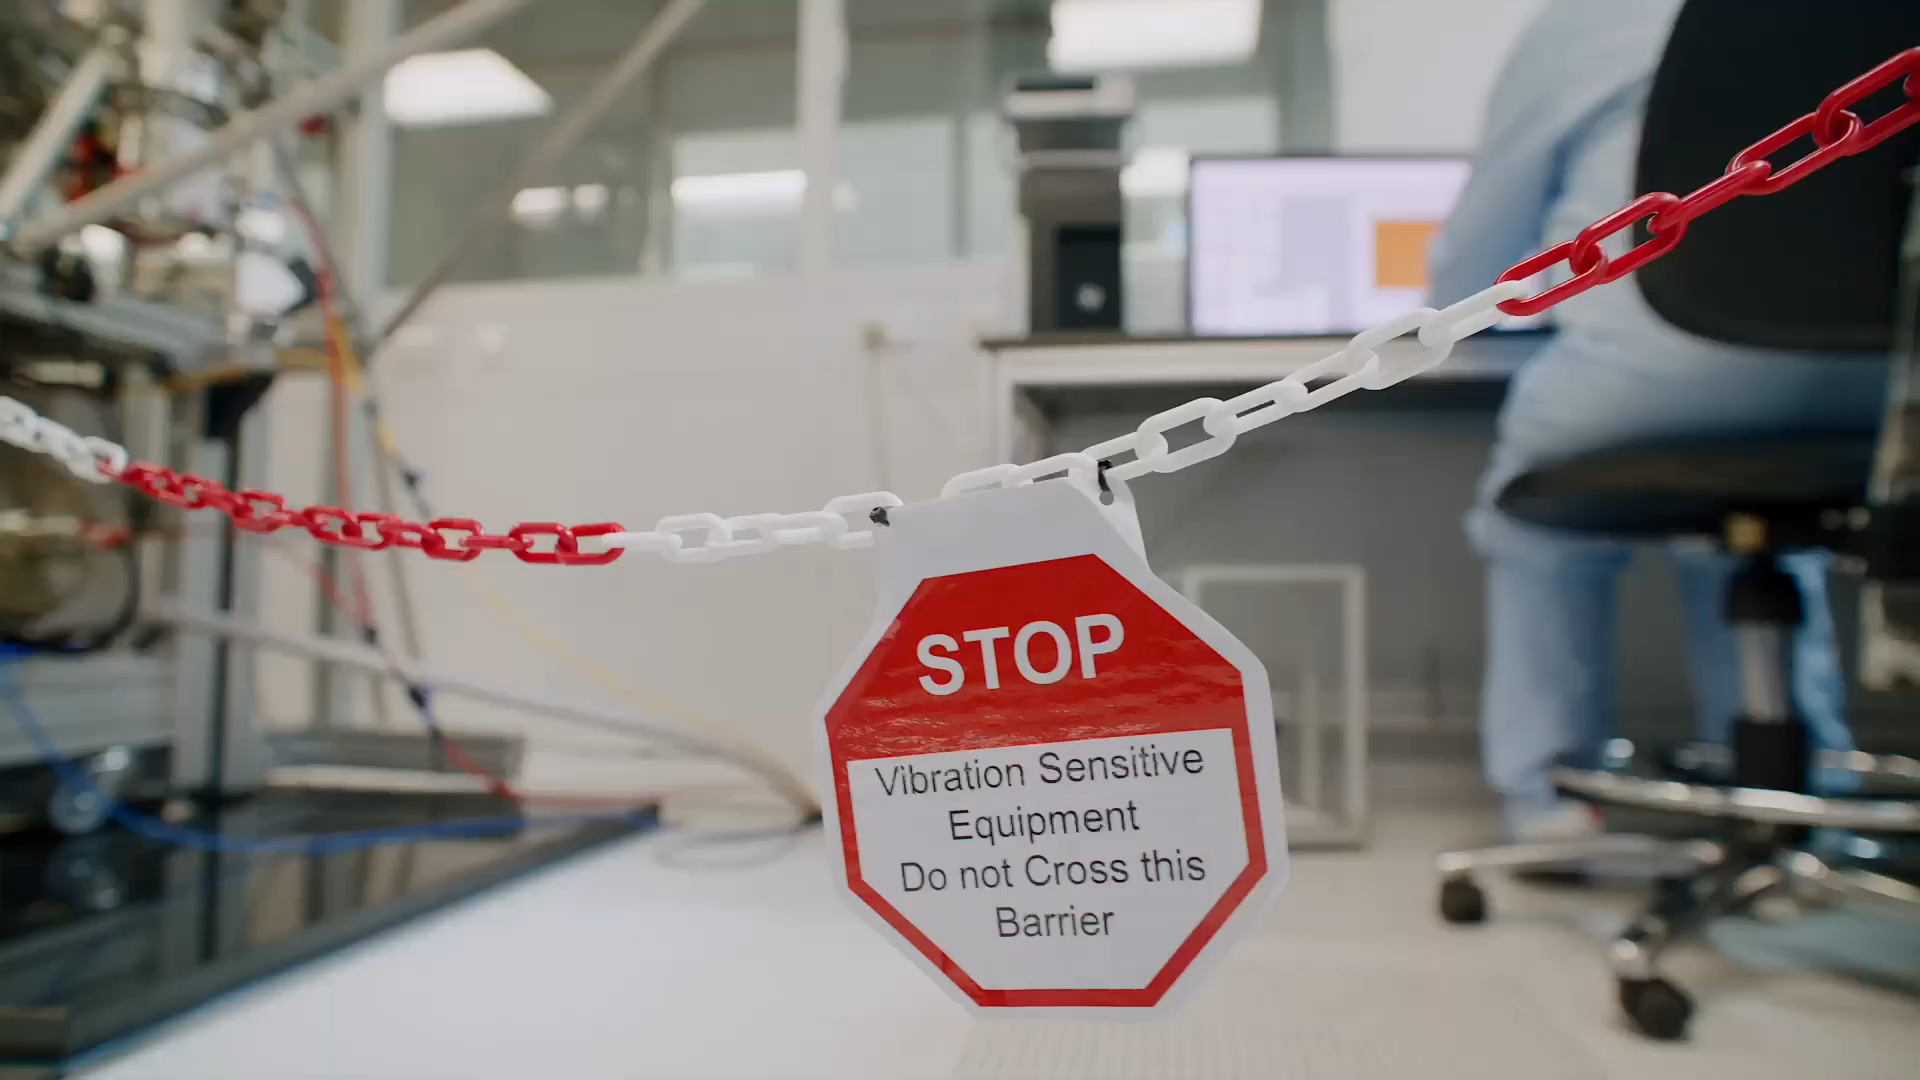 STOP
Vibration Sensitive
Equipment
Do not Cross this
Barrier